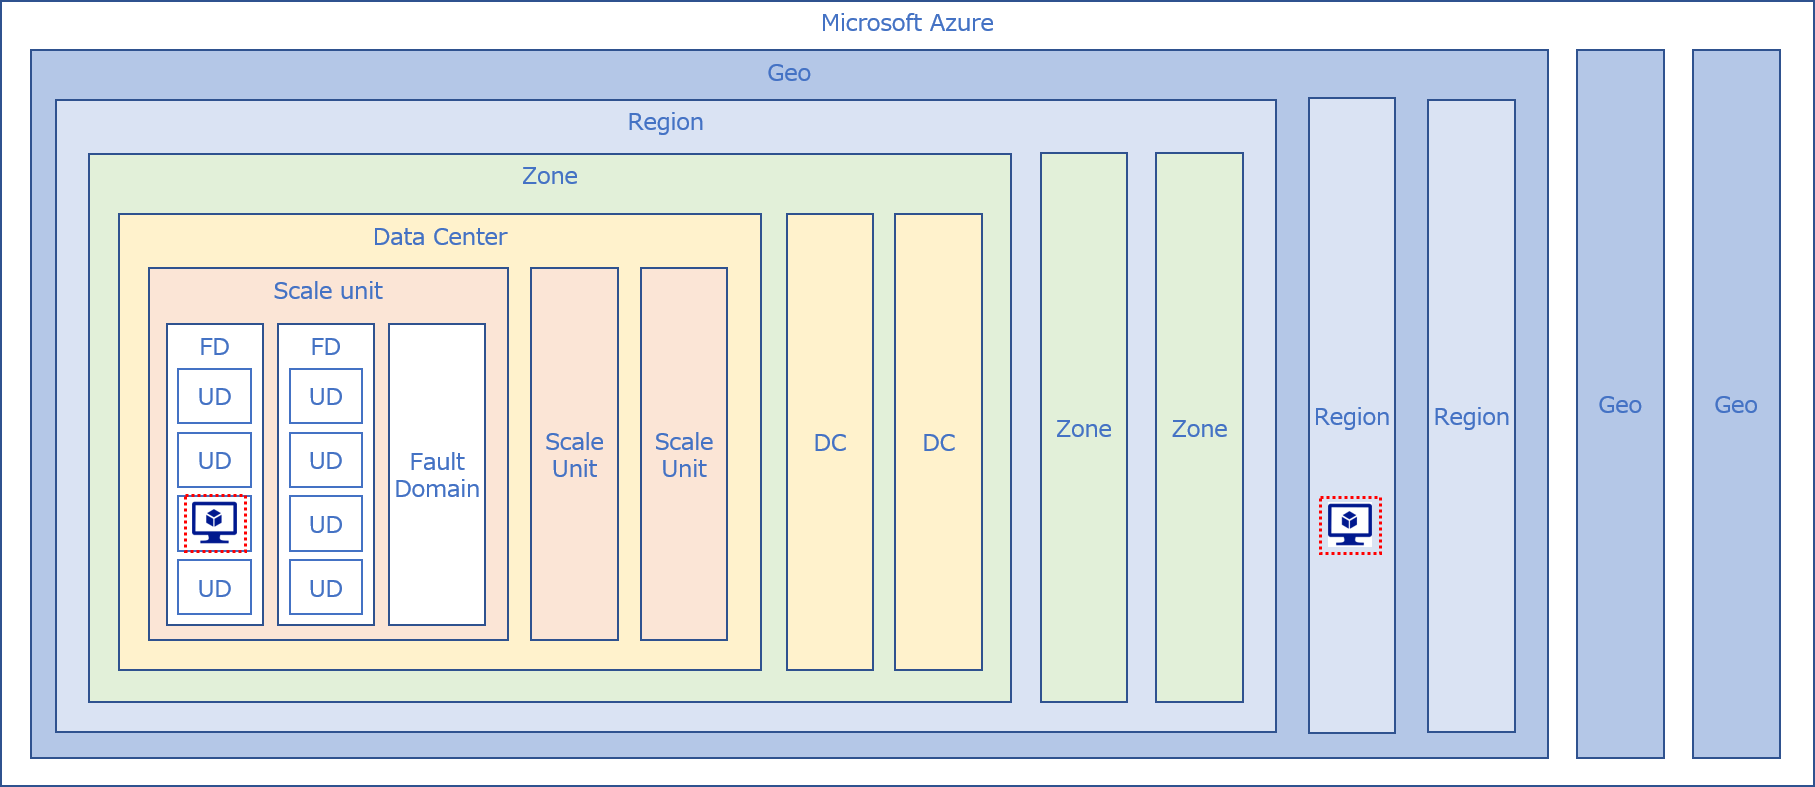 Microsoft Azure
Geo
Region
Zone
Data Center
Scale unit
FD
UD
UD
UD
FD
UD
UD
UD
UD
Fault
Domain
Scale
Unit
Scale
Unit
DC
DC
Zone
Zone
Region
Region
Geo
Geo